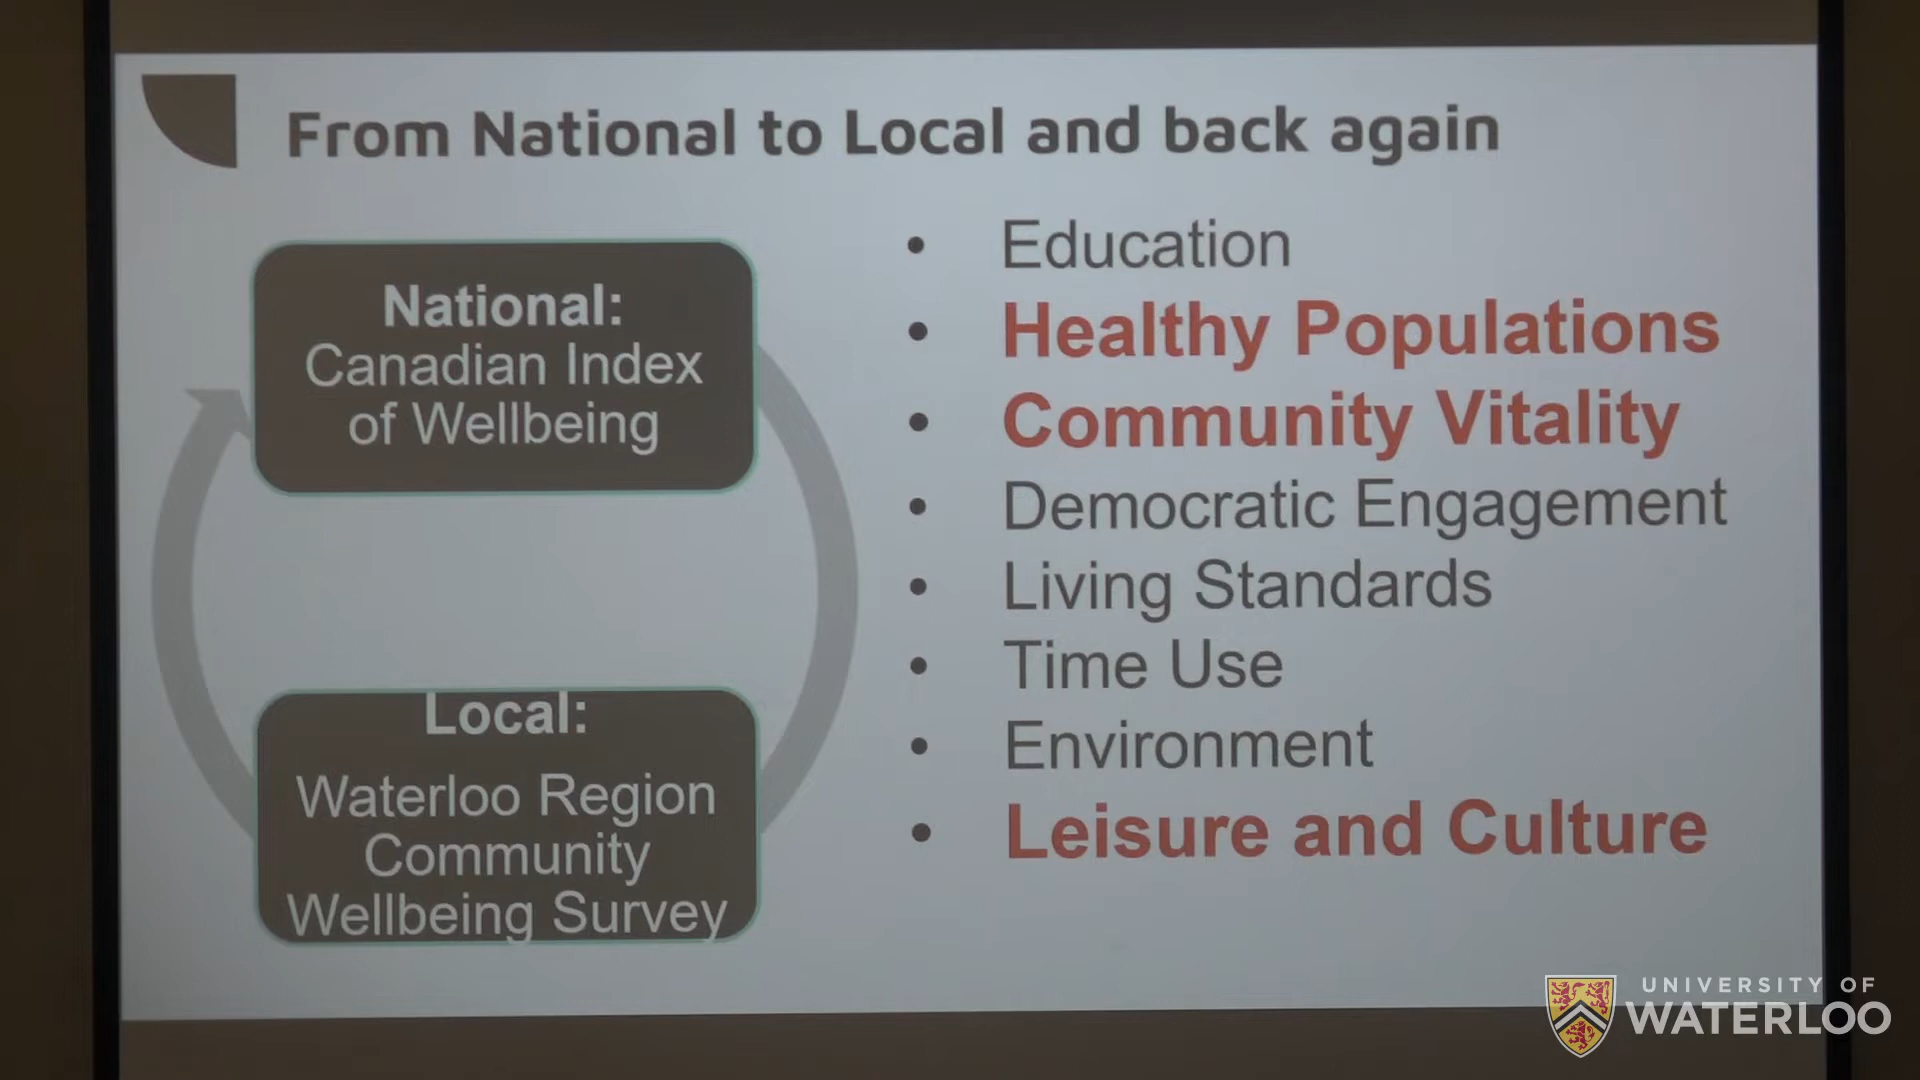 From National to Local and back again
National:
Canadian Index
of Wellbeing
Local:
Waterloo Region
Community
Wellbeing Survey
• Education
• Healthy Populations
• Community Vitality
• Democratic Engagement
• Living Standards
• Time Use
• Environment
• Leisure and Culture
UNIVERSITY OF
WATERLOO